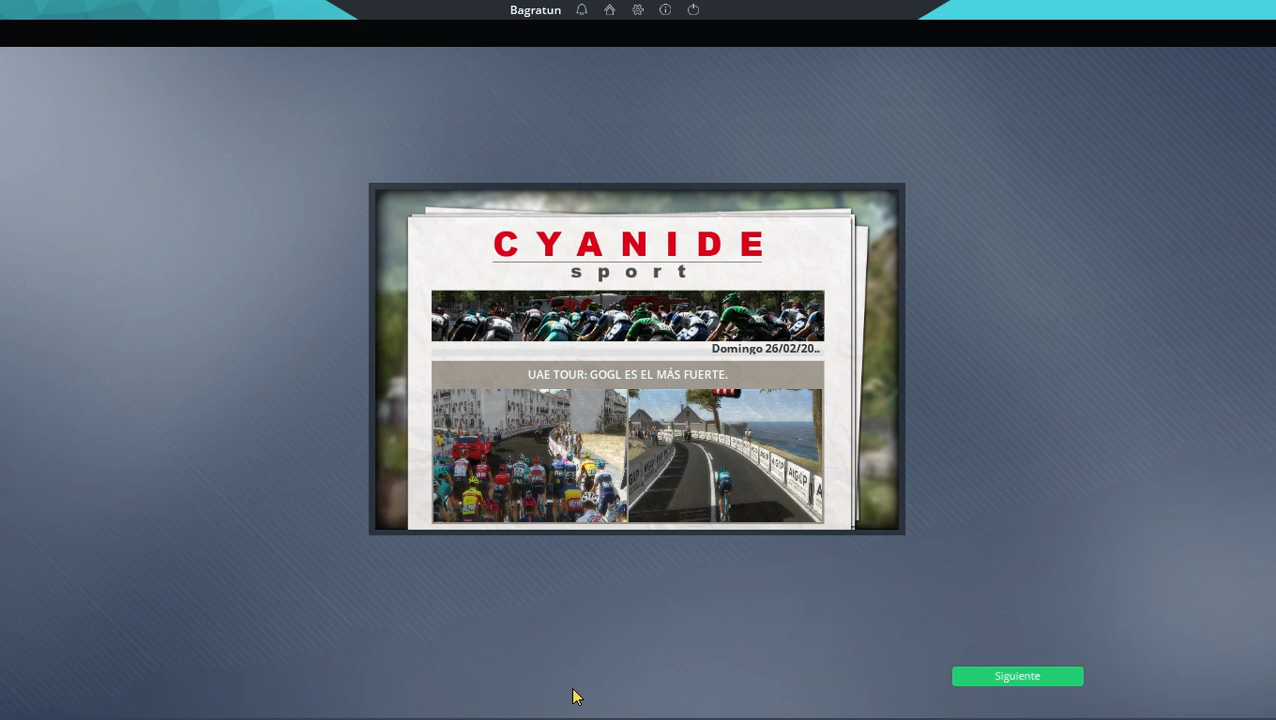 Bagratun
CYANIDE
sport
Domingo 26/02/20..
UAE TOUR: GOGL ES EL MÁS FUERTE.
Siguiente